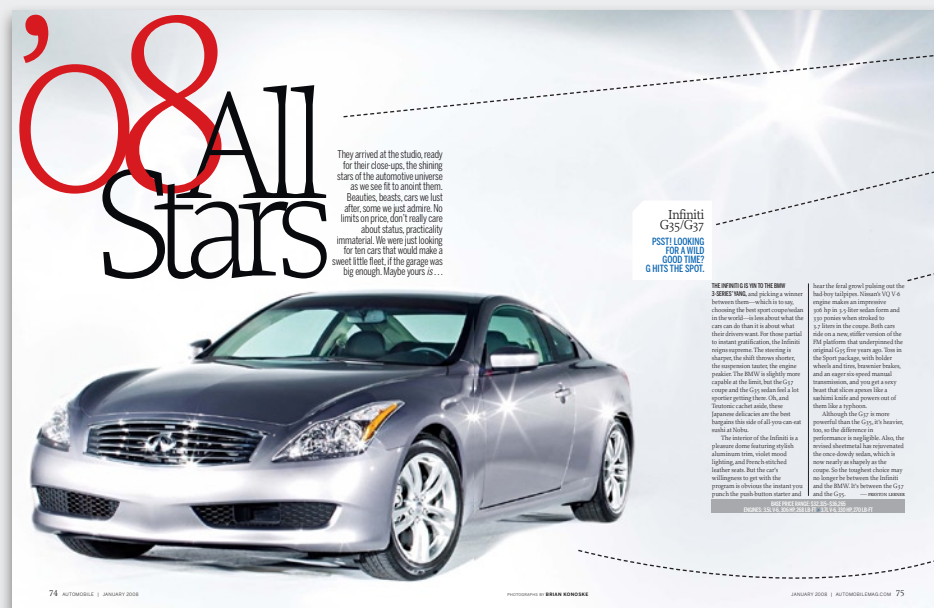 ’08 All
Stars
They arrived at the studio, ready
for their close-ups, the shining
stars of the automotive universe
as we see fit to anoint them.
Beauties, beasts, cars we lust
after, some we just admire. No
limits on price, don't really care
about status, practicality
immaterial. We were just looking
for ten cars that would make a
sweet little fleet, if the garage was
big enough. Maybe yours is . . .
Infiniti
G35/G37
PSST! LOOKING
FOR A WILD
GOOD TIME?
G HITS THE SPOT.
THE INFINITI G IS YIN TO THE BMW
3-SERIES' YANG, and picking a winner
between them—which is to say,
choosing the best sport coupe/sedan
in the world—is less about what the
cars can do than it is about what
their drivers want. For those partial
to instant gratification, the Infiniti
reigns supreme. The steering is
sharper, the shift throws shorter,
the suspension tauter, the engine
peakier. The BMW is slightly more
capable at the limit, but the G37
coupe and the G35 sedan feel a lot
sportier getting there. Oh, and
Teutonic cachet aside, these
Japanese delicacies are the best
bargains this side of all-you-can-eat
sushi at Nobu.
The interior of the Infiniti is a
pleasure dome featuring stylish
aluminum trim, violet mood
lighting, and French-stitched
leather seats. But the car's
willingness to get with the
program is obvious the instant you
punch the push-button starter and
hear the feral growl pulsing out the
bad-boy tailpipes. Nissan's VQ V-6
engine makes an impressive
306 hp in 3.5-liter sedan form and
330 ponies when stroked to
3.7 liters in the coupe. Both cars
ride on a new, stiffer version of the
FM platform that underpinned the
original G35 five years ago. Toss in
the Sport package, with bolder
wheels and tires, brawnier brakes,
and an eager six-speed manual
transmission, and you get a sexy
beast that slices apexes like a
sashimi knife and powers out of
them like a typhoon.
Although the G37 is more
powerful than the G35, it's heavier,
too, so the difference in
performance is negligible. Also, the
revised sheetmetal has rejuvenated
the once-dowdy sedan, which is
now nearly as shapely as the
coupe. So the toughest choice may
no longer be between the Infiniti
and the BMW. It's between the G37
and the G35. — PRESTON LERNER
BASE PRICE RANGE:
ENGINES: 3.5L V-6, 306 HP, 268 LB-FT 3.7L V-6, 330 HP, 270 LB-FT
74 AUTOMOBILE | JANUARY 2008
PHOTOGRAPHS BY BRIAN KONOSKE
JANUARY 2008 | AUTOMOBILEMAG.COM 75